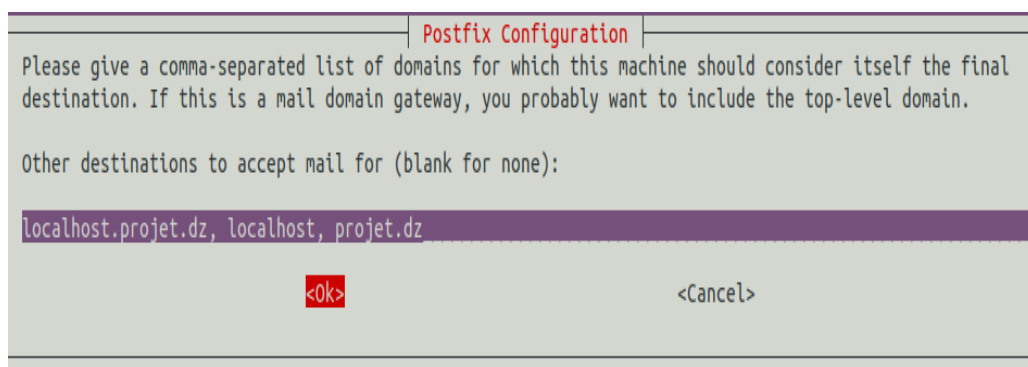 Postfix Configuration
Please give a comma-separated list of domains for which this machine should consider itself the final
destination. If this is a mail domain gateway, you probably want to include the top-level domain.
Other destinations to accept mail for (blank for none):
localhost.projet.dz, localhost, projet.dz
<Ok> <Cancel>